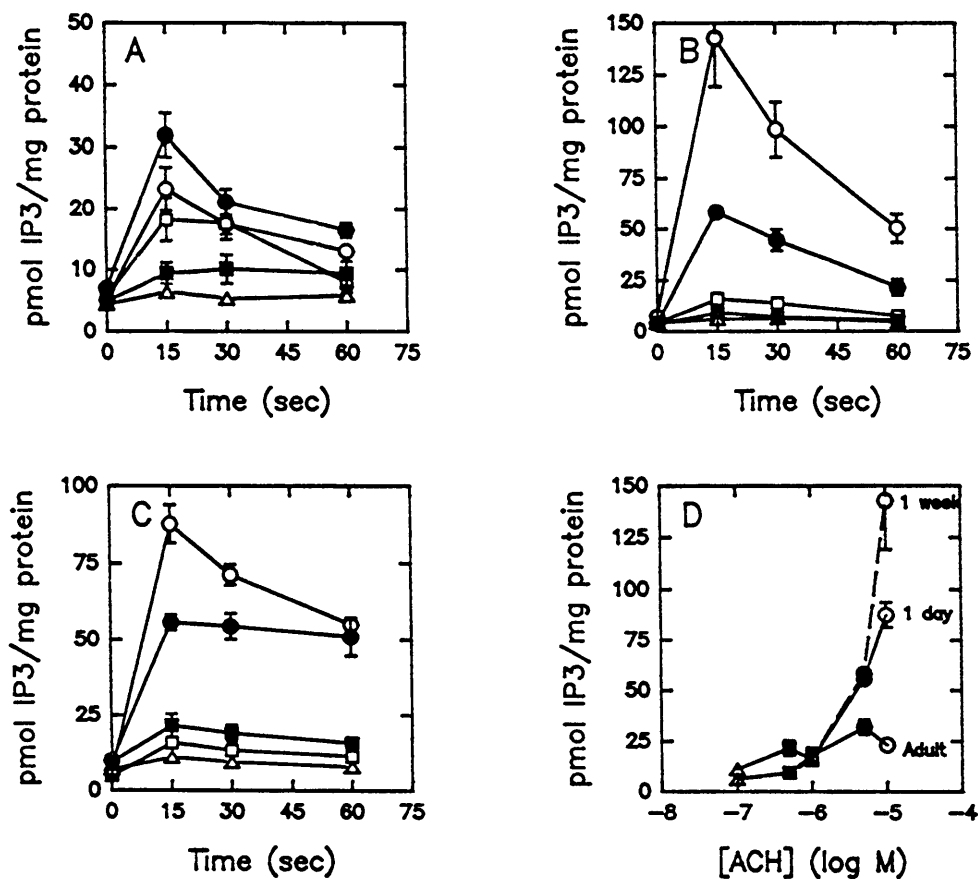 A
pmol IP3/mg protein
50
40
30
20
10
0
0 15 30 45 60 75
Time (sec)
B
pmol IP3/mg protein
150
125
100
75
50
25
0
0 15 30 45 60 75
Time (sec)
C
pmol IP3/mg protein
100
75
50
25
0
0 15 30 45 60 75
Time (sec)
D
pmol IP3/mg protein
150
125
100
75
50
25
0
1 week
1 day
Adult
-8 -7 -6 -5 -4
[ACH] (log M)